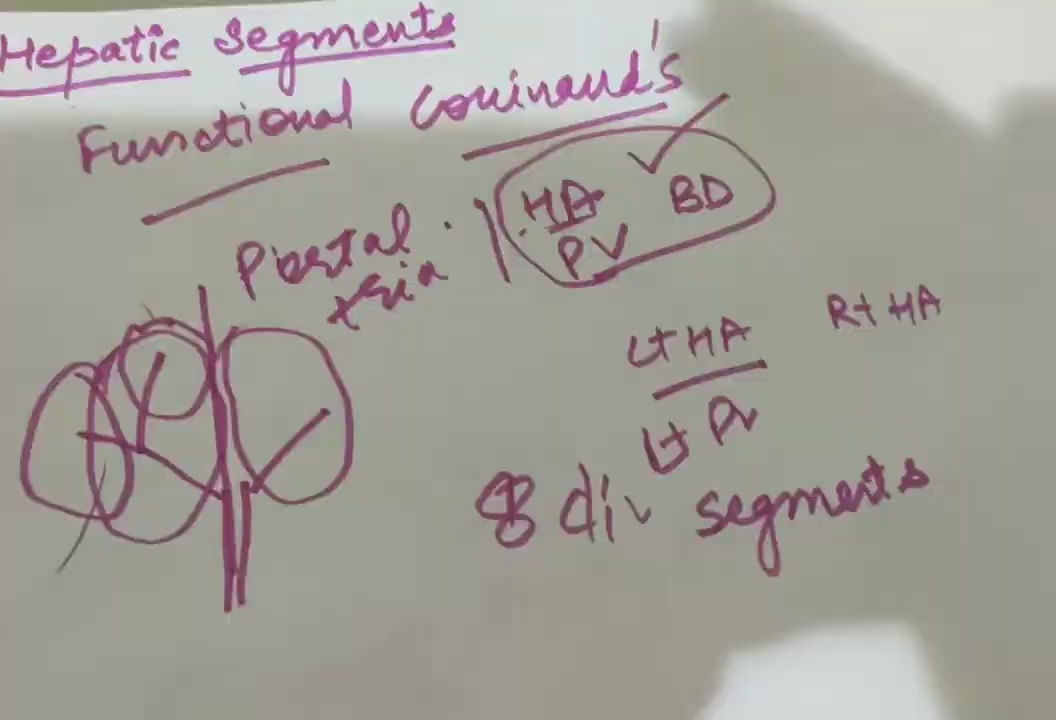 Hepatic Segments
Functional Couinaud's
Portal triad
HA BD
PV
Lt HA Rt HA
Lt PV
8 div segments